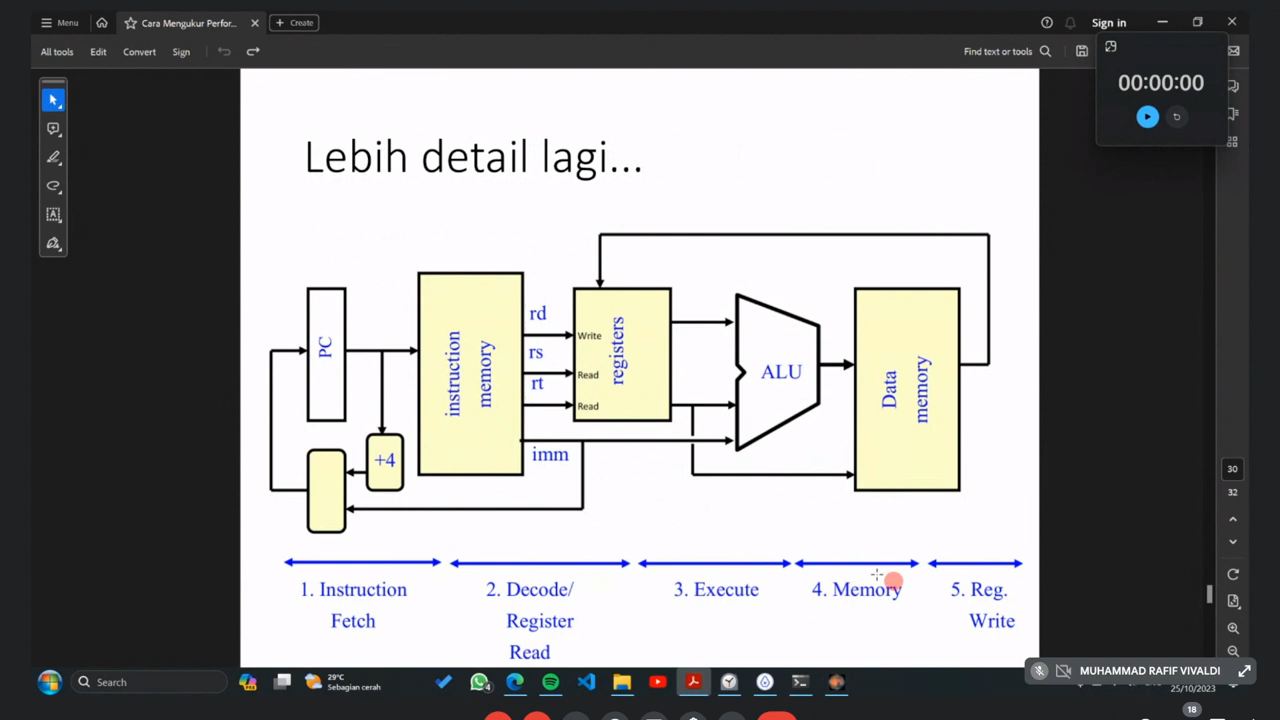 Menu
Cara Mengukur Perfor...
Create
Sign in
All tools
Edit
Convert
Sign
Find text or tools
00:00:00
Lebih detail lagi...
PC
+4
instruction
memory
rd
rs
rt
imm
Write
Read
Read
registers
ALU
Data
memory
30
32
1. Instruction
Fetch
2. Decode/
Register
Read
3. Execute
4. Memory
5. Reg.
Write
MUHAMMAD RAFIF VIVALDI
Search
29°C
Sebagian cerah
4
25/10/2023
18